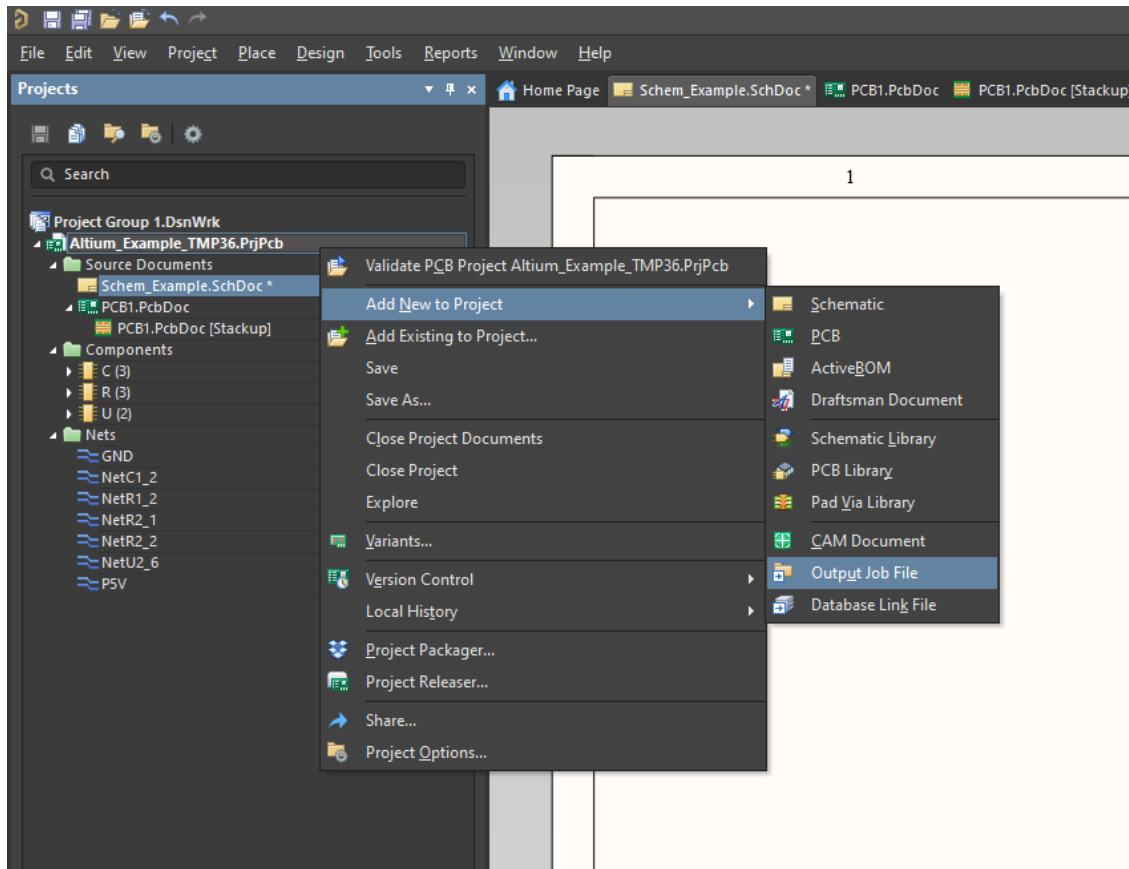 File Edit View Project Place Design Tools Reports Window Help
Projects
Home Page Schem_Example.SchDoc * PCB1.PcbDoc PCB1.PcbDoc [Stackup]
Search
1
Project Group 1.DsnWrk
Altium_Example_TMP36.PrjPcb
Source Documents
Schem_Example.SchDoc *
PCB1.PcbDoc
PCB1.PcbDoc [Stackup]
Components
C (3)
R (3)
U (2)
Nets
GND
NetC1_2
NetR1_2
NetR2_1
NetR2_2
NetU2_6
P5V
Validate PCB Project Altium_Example_TMP36.PrjPcb
Add New to Project
Add Existing to Project...
Save
Save As...
Close Project Documents
Close Project
Explore
Variants...
Version Control
Local History
Project Packager...
Project Releaser...
Share...
Project Options...
Schematic
PCB
ActiveBOM
Draftsman Document
Schematic Library
PCB Library
Pad Via Library
CAM Document
Output Job File
Database Link File